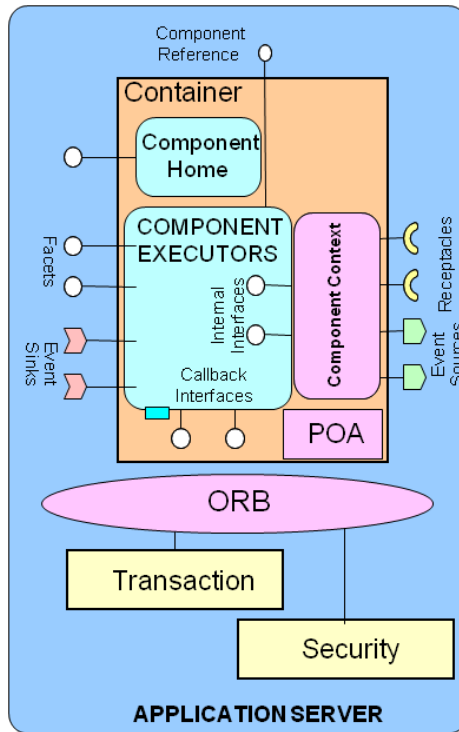 Component
Reference
Container
Component
Home
COMPONENT
EXECUTORS
Facets
Internal
Interfaces
Component Context
Receptacles
Event
Sinks
Event
Sources
Callback
Interfaces
POA
ORB
Transaction
Security
APPLICATION SERVER